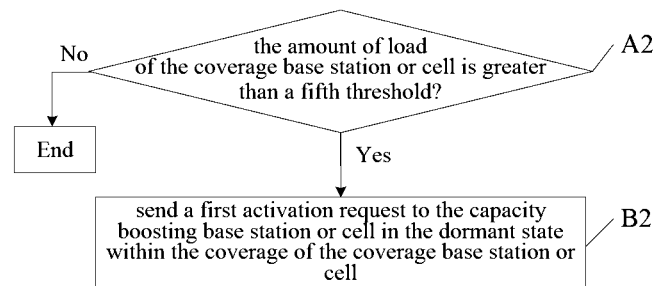 the amount of load
of the coverage base station or cell is greater
than a fifth threshold?
A2
No
End
Yes
send a first activation request to the capacity
boosting base station or cell in the dormant state
within the coverage of the coverage base station or
cell
B2